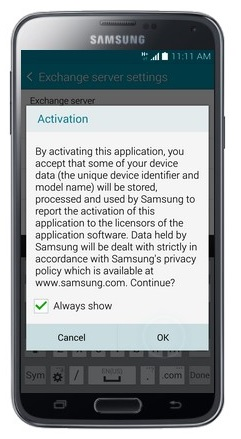 SAMSUNG
11:11 AM
Exchange server settings
Exchange server
Activation
By activating this application, you
accept that some of your device
data (the unique device identifier and
model name) will be stored,
processed and used by Samsung to
report the activation of this
application to the licensors of the
application software. Data held by
Samsung will be dealt with strictly in
accordance with Samsung's privacy
policy which is available at
www.samsung.com. Continue?
Always show
Cancel OK
Sym / . .com Done